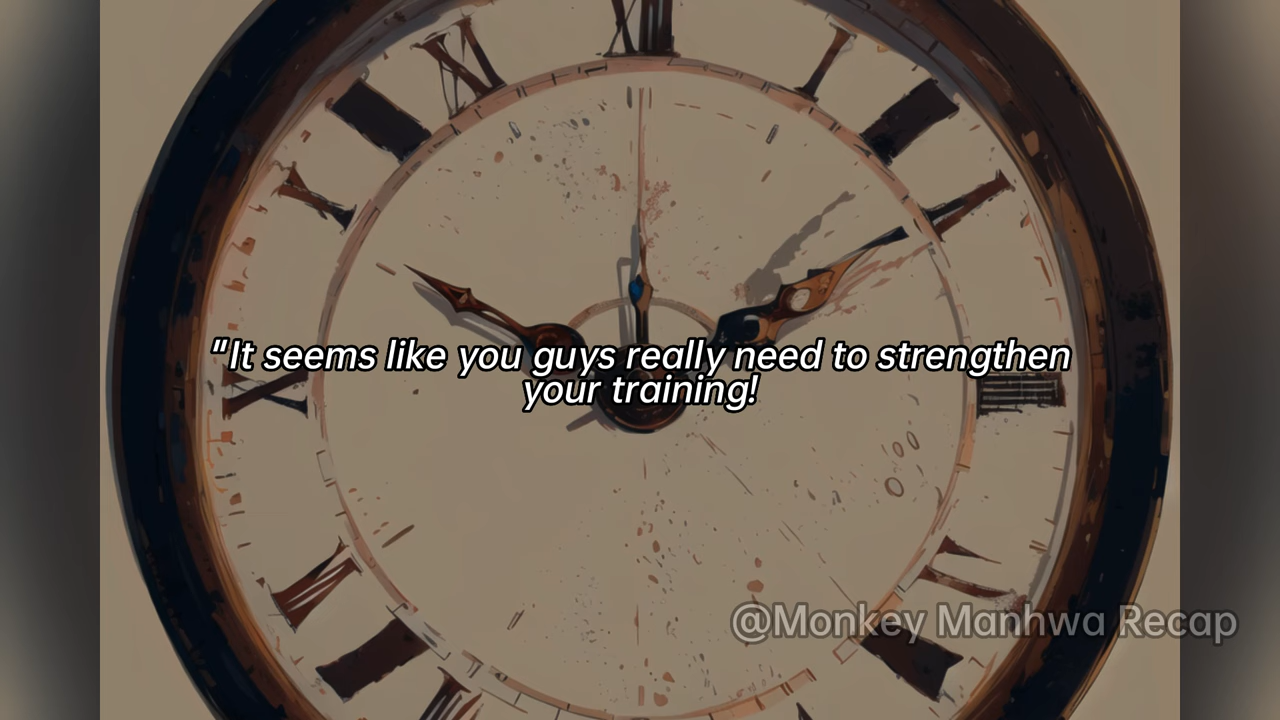 "It seems like you guys really need to strengthen
your training!
@Monkey Manhwa Recap